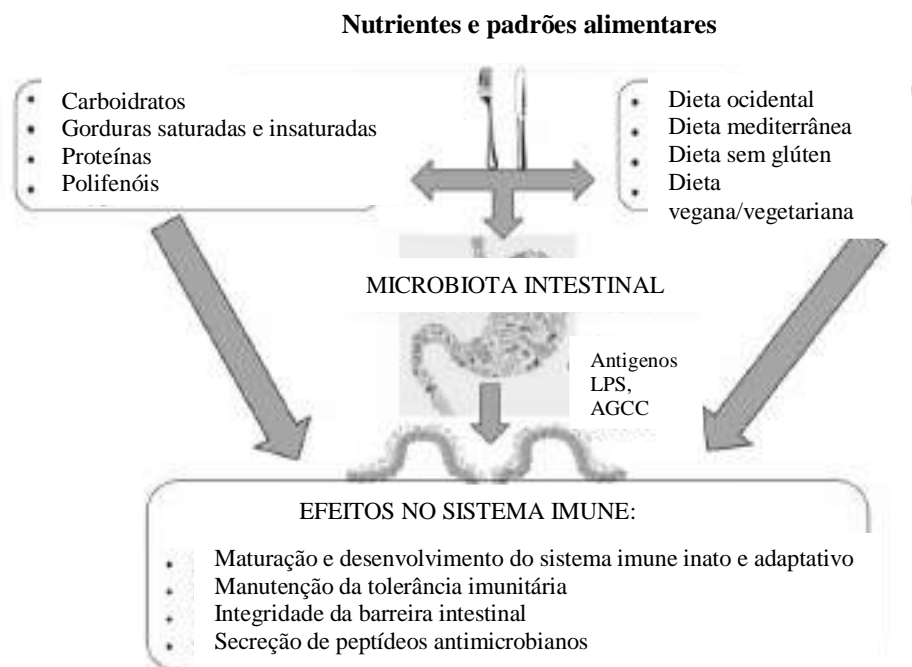 Nutrientes e padrões alimentares
Carboidratos
Gorduras saturadas e insaturadas
Proteínas
Polifenóis
Dieta ocidental
Dieta mediterrânea
Dieta sem glúten
Dieta
vegana/vegetariana
MICROBIOTA INTESTINAL
Antigenos
LPS,
AGCC
EFEITOS NO SISTEMA IMUNE:
Maturação e desenvolvimento do sistema imune inato e adaptativo
Manutenção da tolerância imunitária
Integridade da barreira intestinal
Secreção de peptídeos antimicrobianos